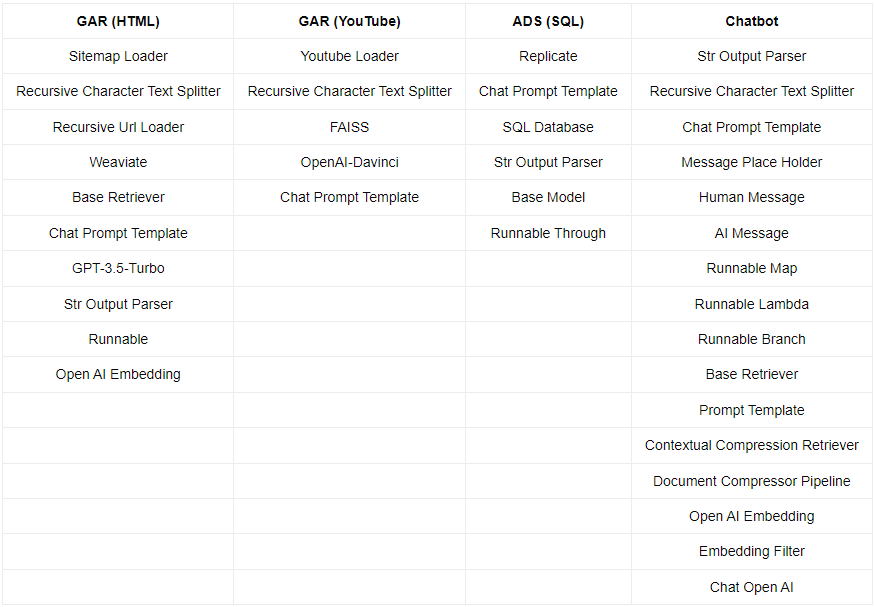 GAR (HTML) GAR (YouTube) ADS (SQL) Chatbot
Sitemap Loader Youtube Loader Replicate Str Output Parser
Recursive Character Text Splitter Recursive Character Text Splitter Chat Prompt Template Recursive Character Text Splitter
Recursive Url Loader FAISS SQL Database Chat Prompt Template
Weaviate OpenAI-Davinci Str Output Parser Message Place Holder
Base Retriever Chat Prompt Template Base Model Human Message
Chat Prompt Template Runnable Through AI Message
GPT-3.5-Turbo Runnable Map
Str Output Parser Runnable Lambda
Runnable Runnable Branch
Open AI Embedding Base Retriever
Prompt Template
Contextual Compression Retriever
Document Compressor Pipeline
Open AI Embedding
Embedding Filter
Chat Open AI